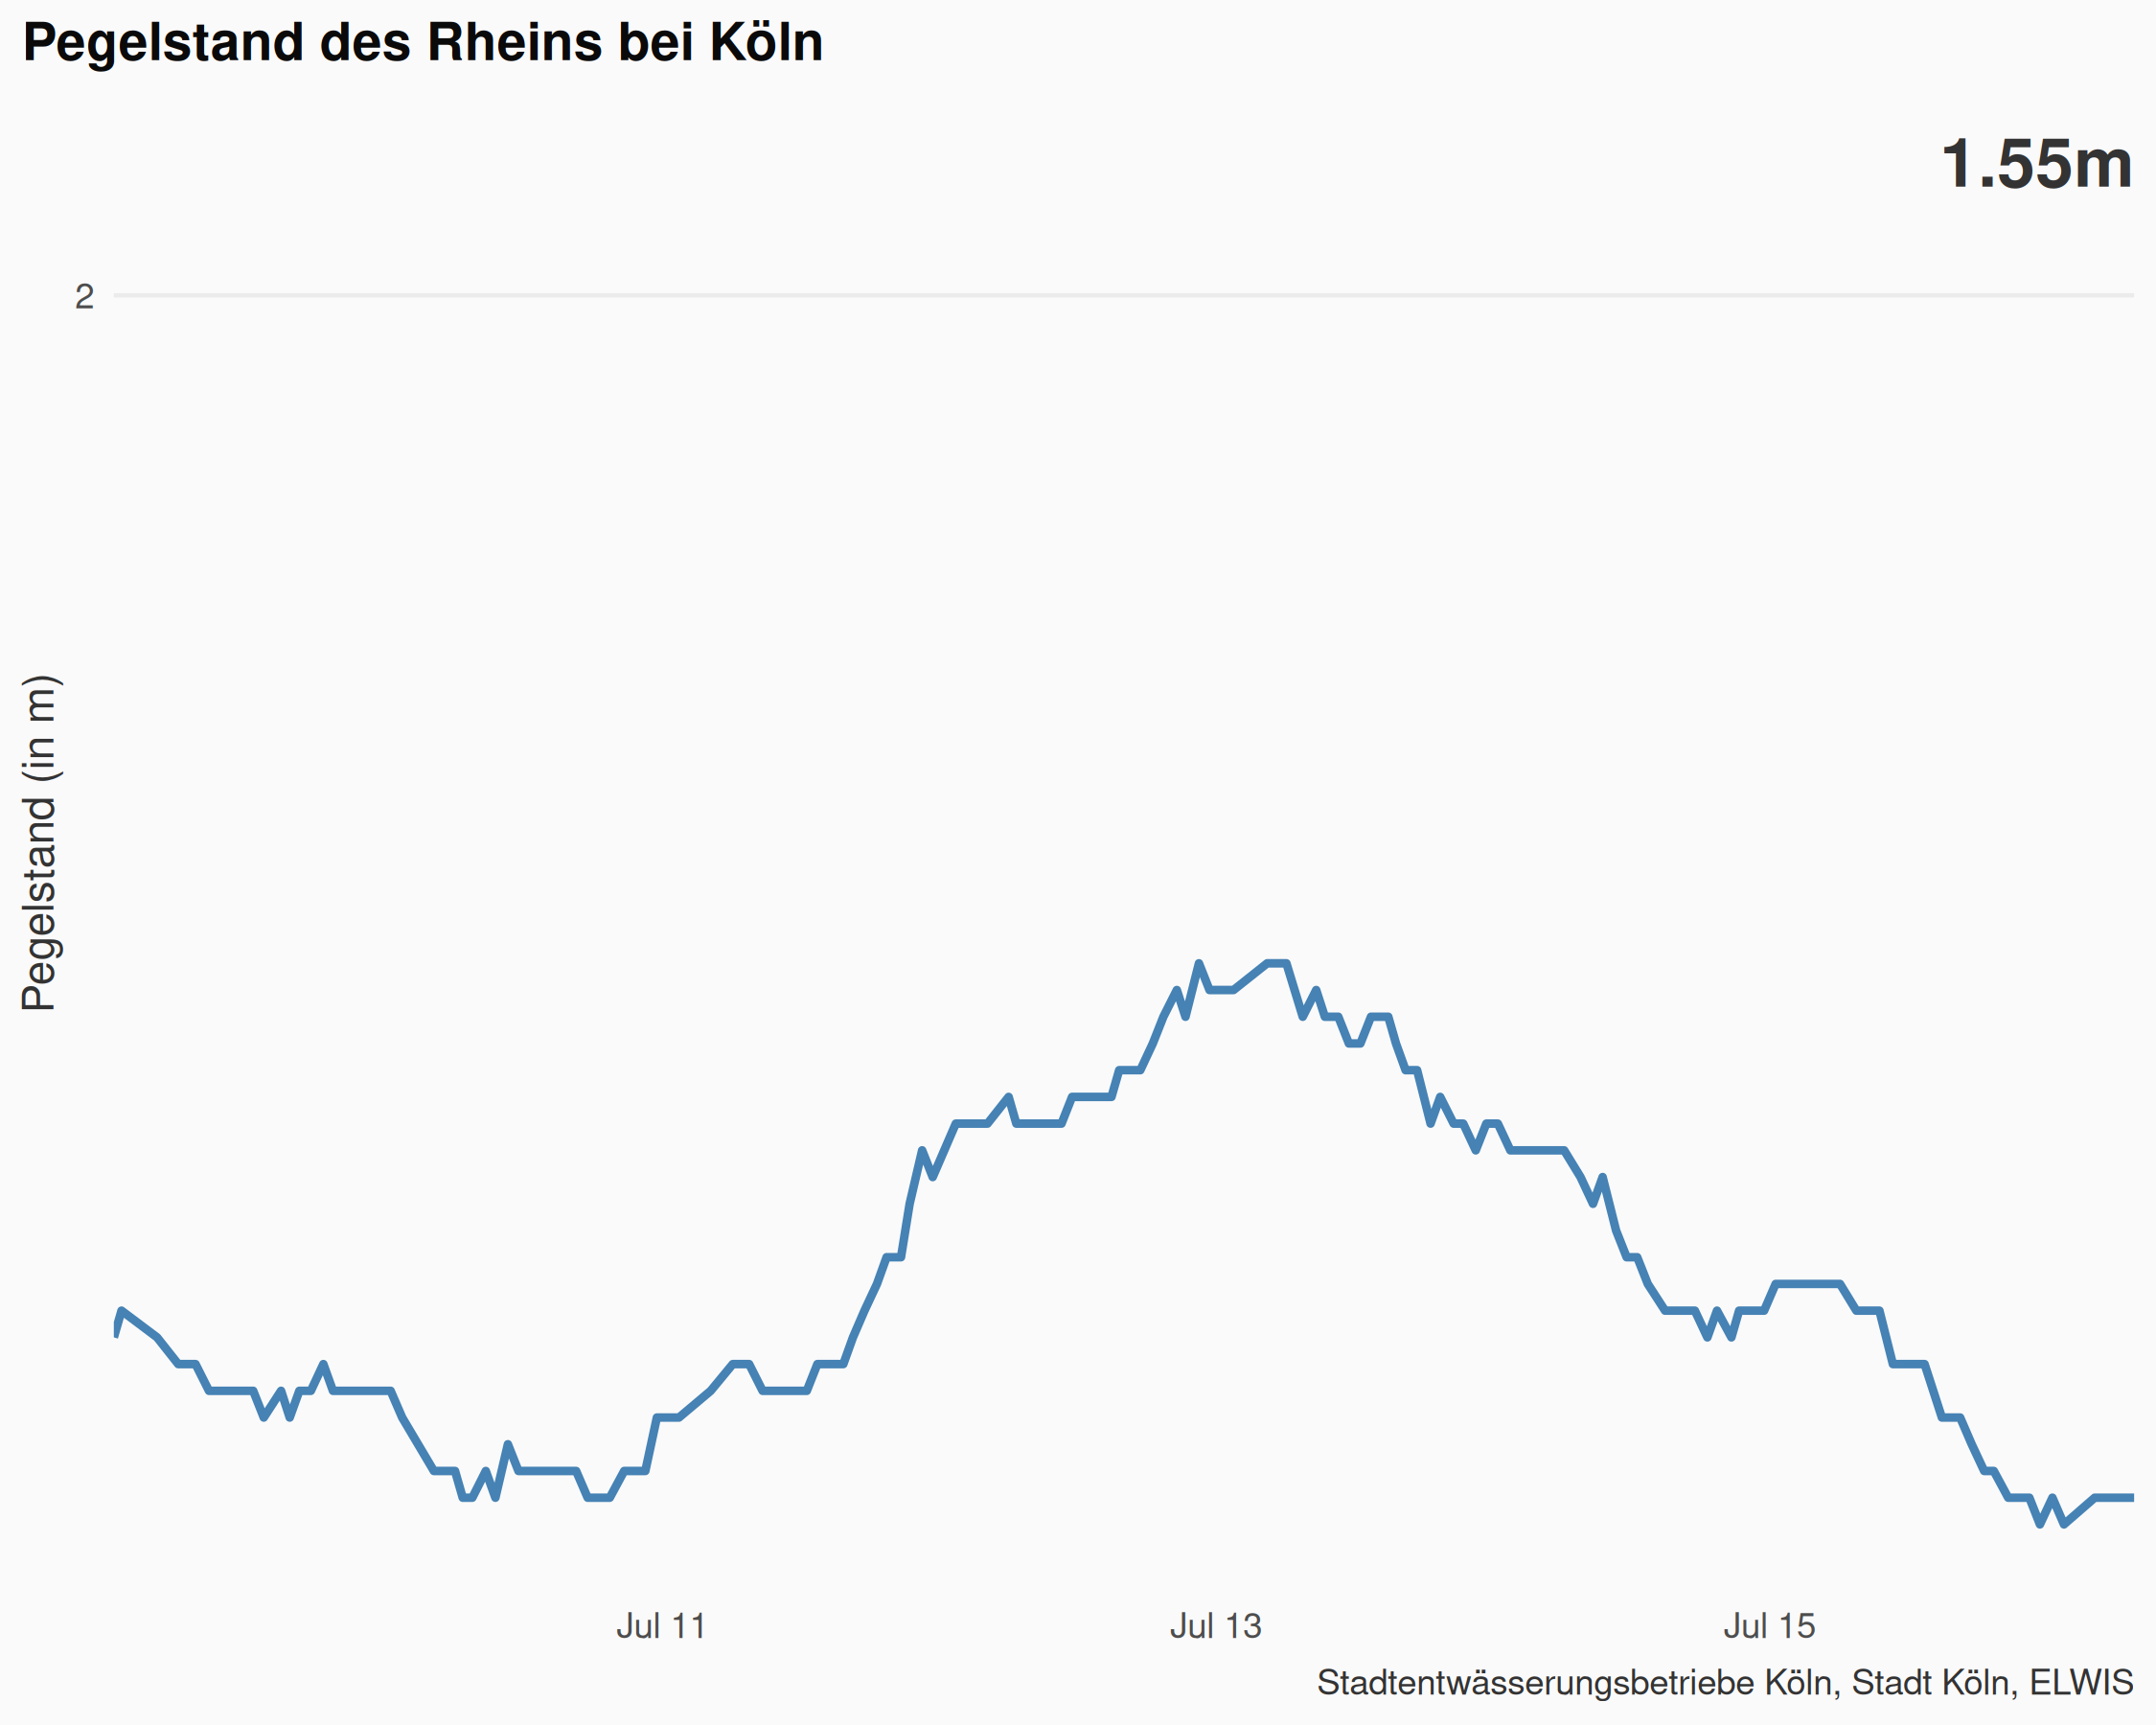 Pegelstand des Rheins bei Köln
1.55m
2
Pegelstand (in m)
Jul 11
Jul 13
Jul 15
Stadtentwässerungsbetriebe Köln, Stadt Köln, ELWIS